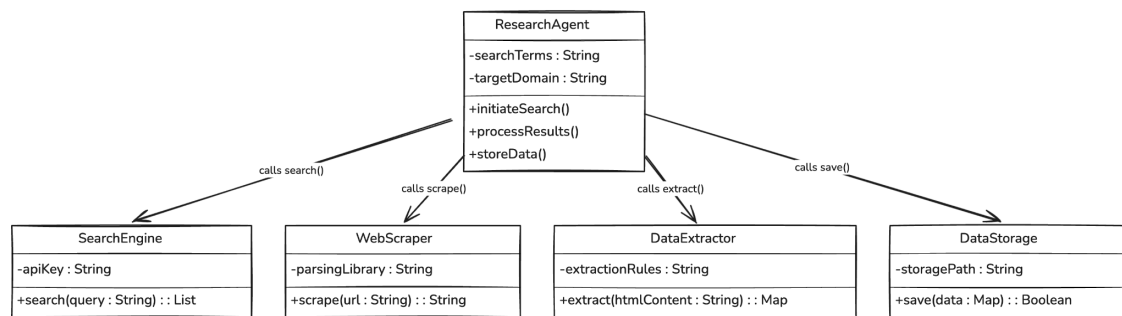 ResearchAgent
-searchTerms : String
-targetDomain : String
+initiateSearch()
+processResults()
+storeData()
calls search()
calls scrape()
calls extract()
calls save()
SearchEngine
-apiKey : String
+search(query : String) : : List
WebScraper
-parsingLibrary : String
+scrape(url : String) : : String
DataExtractor
-extractionRules : String
+extract(htmlContent : String) : : Map
DataStorage
-storagePath : String
+save(data : Map) : : Boolean